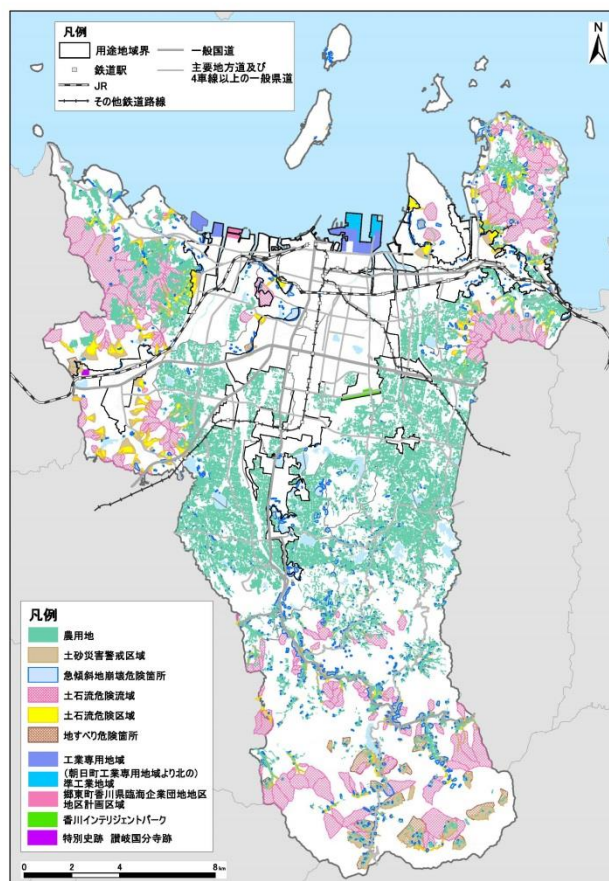 凡例
用途地域界
鉄道駅
JR
その他鉄道路線
一般国道
主要地方道及び
4車線以上の一般県道
N
凡例
農用地
土砂災害警戒区域
急傾斜地崩壊危険箇所
土石流危険流域
土石流危険区域
地すべり危険箇所
工業専用地域
(朝日町工業専用地域より北の)
準工業地域
郷東町香川県臨海企業団地地区
地区計画区域
香川インテリジェントパーク
特別史跡 讃岐国分寺跡
0 2 4 8 km